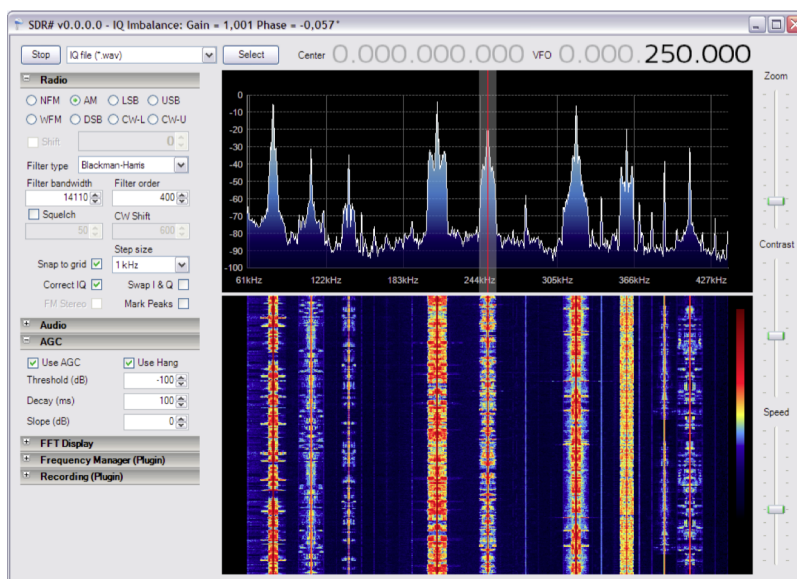 SDR# v0.0.0.0 - IQ Imbalance: Gain = 1,001 Phase = -0,057°
Stop IQ file (*.wav) Select Center 0.000.000.000 VFO 0.000.250.000
Radio
NFM AM LSB USB
WFM DSB CW-L CW-U
Shift 0
Filter type Blackman-Harris
Filter bandwidth Filter order
14110 400
Squelch CW Shift
50 600
Step size
Snap to grid 1 kHz
Correct IQ Swap I & Q
FM Stereo Mark Peaks
Audio
AGC
Use AGC Use Hang
Threshold (dB) -100
Decay (ms) 100
Slope (dB) 0
FFT Display
Frequency Manager (Plugin)
Recording (Plugin)
0
-10
-20
-30
-40
-50
-60
-70
-80
-90
-100
61kHz 122kHz 183kHz 244kHz 305kHz 366kHz 427kHz
Zoom
Contrast
Speed